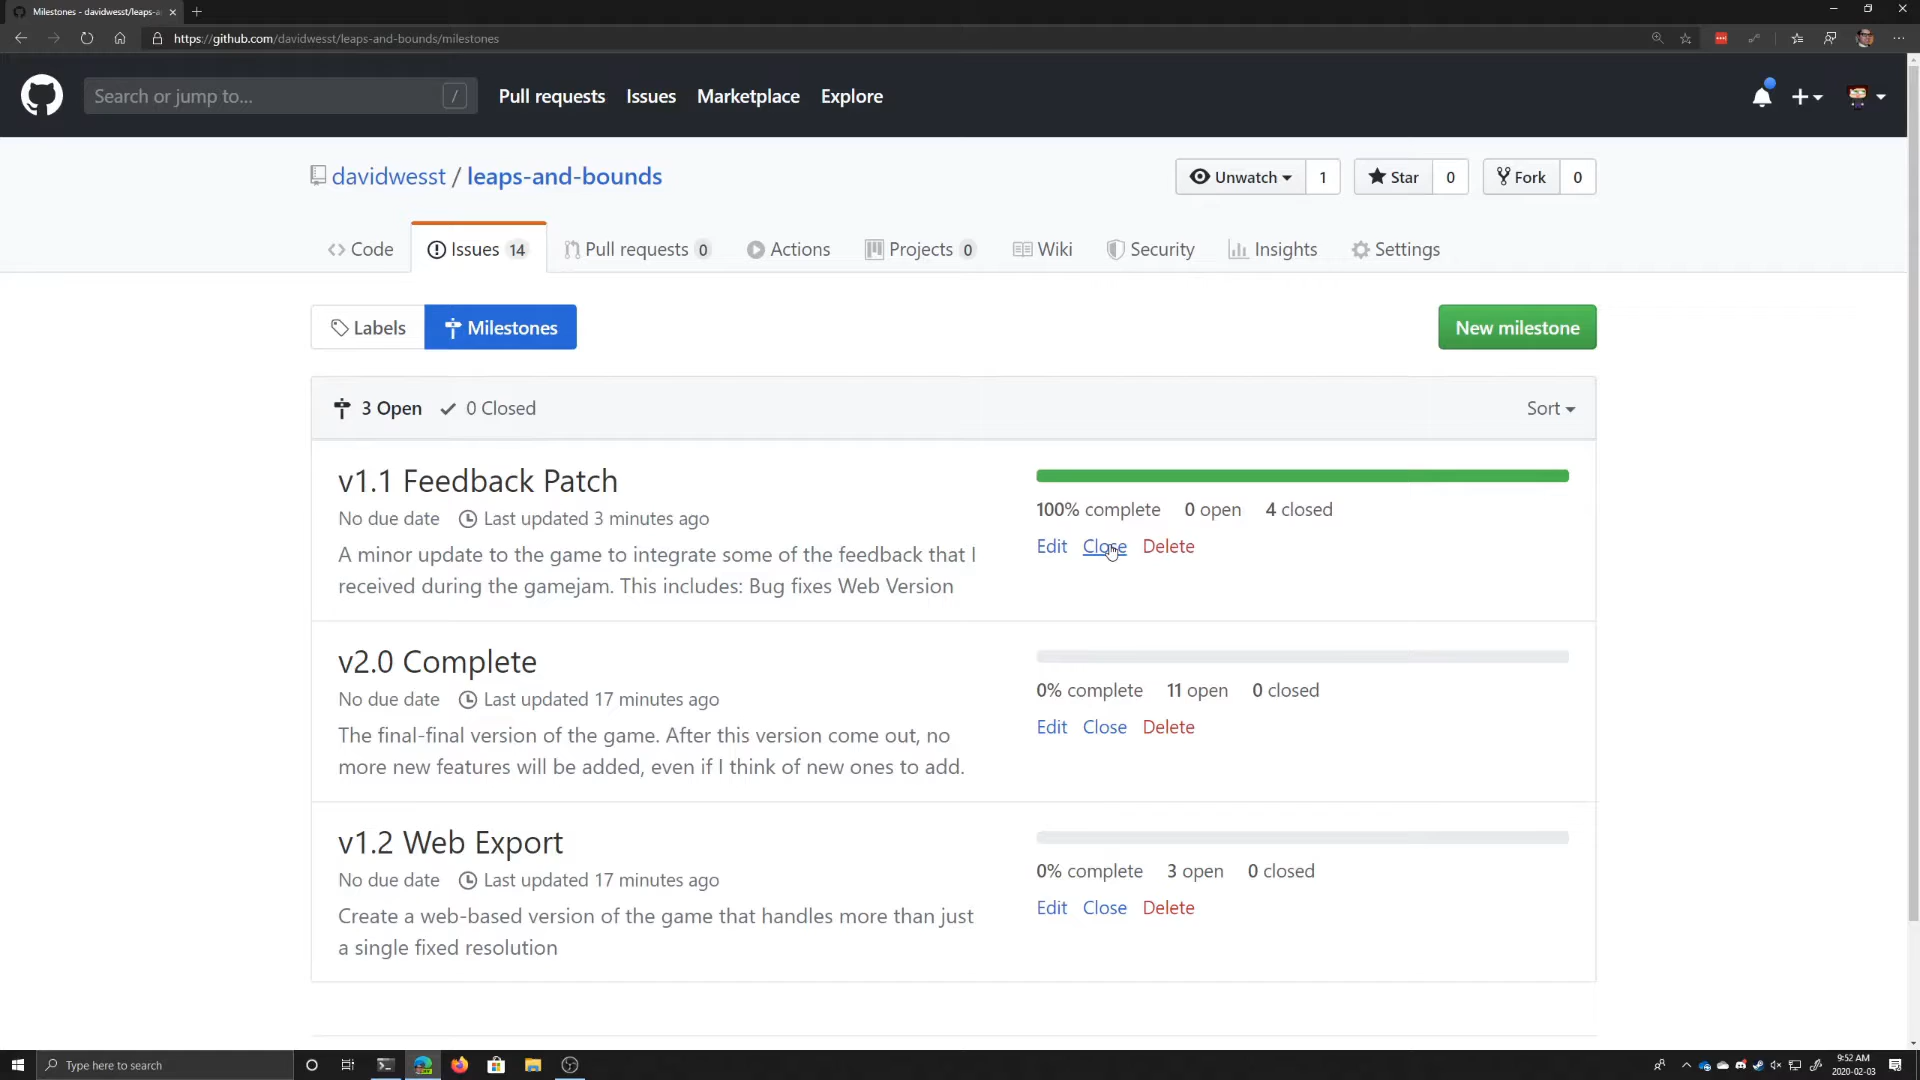 Milestones - davidwesst/leaps-a
https://github.com/davidwesst/leaps-and-bounds/milestones
Search or jump to... /
Pull requests Issues Marketplace Explore
davidwesst / leaps-and-bounds
Unwatch 1 Star 0 Fork 0
Code Issues 14 Pull requests 0 Actions Projects 0 Wiki Security Insights Settings
Labels Milestones New milestone
3 Open 0 Closed Sort
v1.1 Feedback Patch
No due date Last updated 3 minutes ago
A minor update to the game to integrate some of the feedback that I
received during the gamejam. This includes: Bug fixes Web Version
100% complete 0 open 4 closed
Edit Close Delete
v2.0 Complete
No due date Last updated 17 minutes ago
The final-final version of the game. After this version come out, no
more new features will be added, even if I think of new ones to add.
0% complete 11 open 0 closed
Edit Close Delete
v1.2 Web Export
No due date Last updated 17 minutes ago
Create a web-based version of the game that handles more than just
a single fixed resolution
0% complete 3 open 0 closed
Edit Close Delete
Type here to search
9:52 AM
2020-02-03